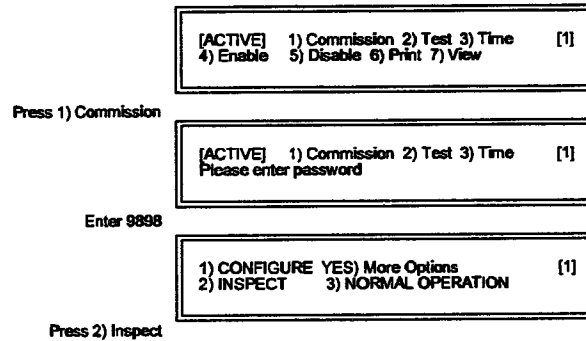 [ACTIVE] 1) Commission 2) Test 3) Time [1]
4) Enable 5) Disable 6) Print 7) View
Press 1) Commission
[ACTIVE] 1) Commission 2) Test 3) Time [1]
Please enter password
Enter 9898
1) CONFIGURE YES) More Options [1]
2) INSPECT 3) NORMAL OPERATION
Press 2) Inspect